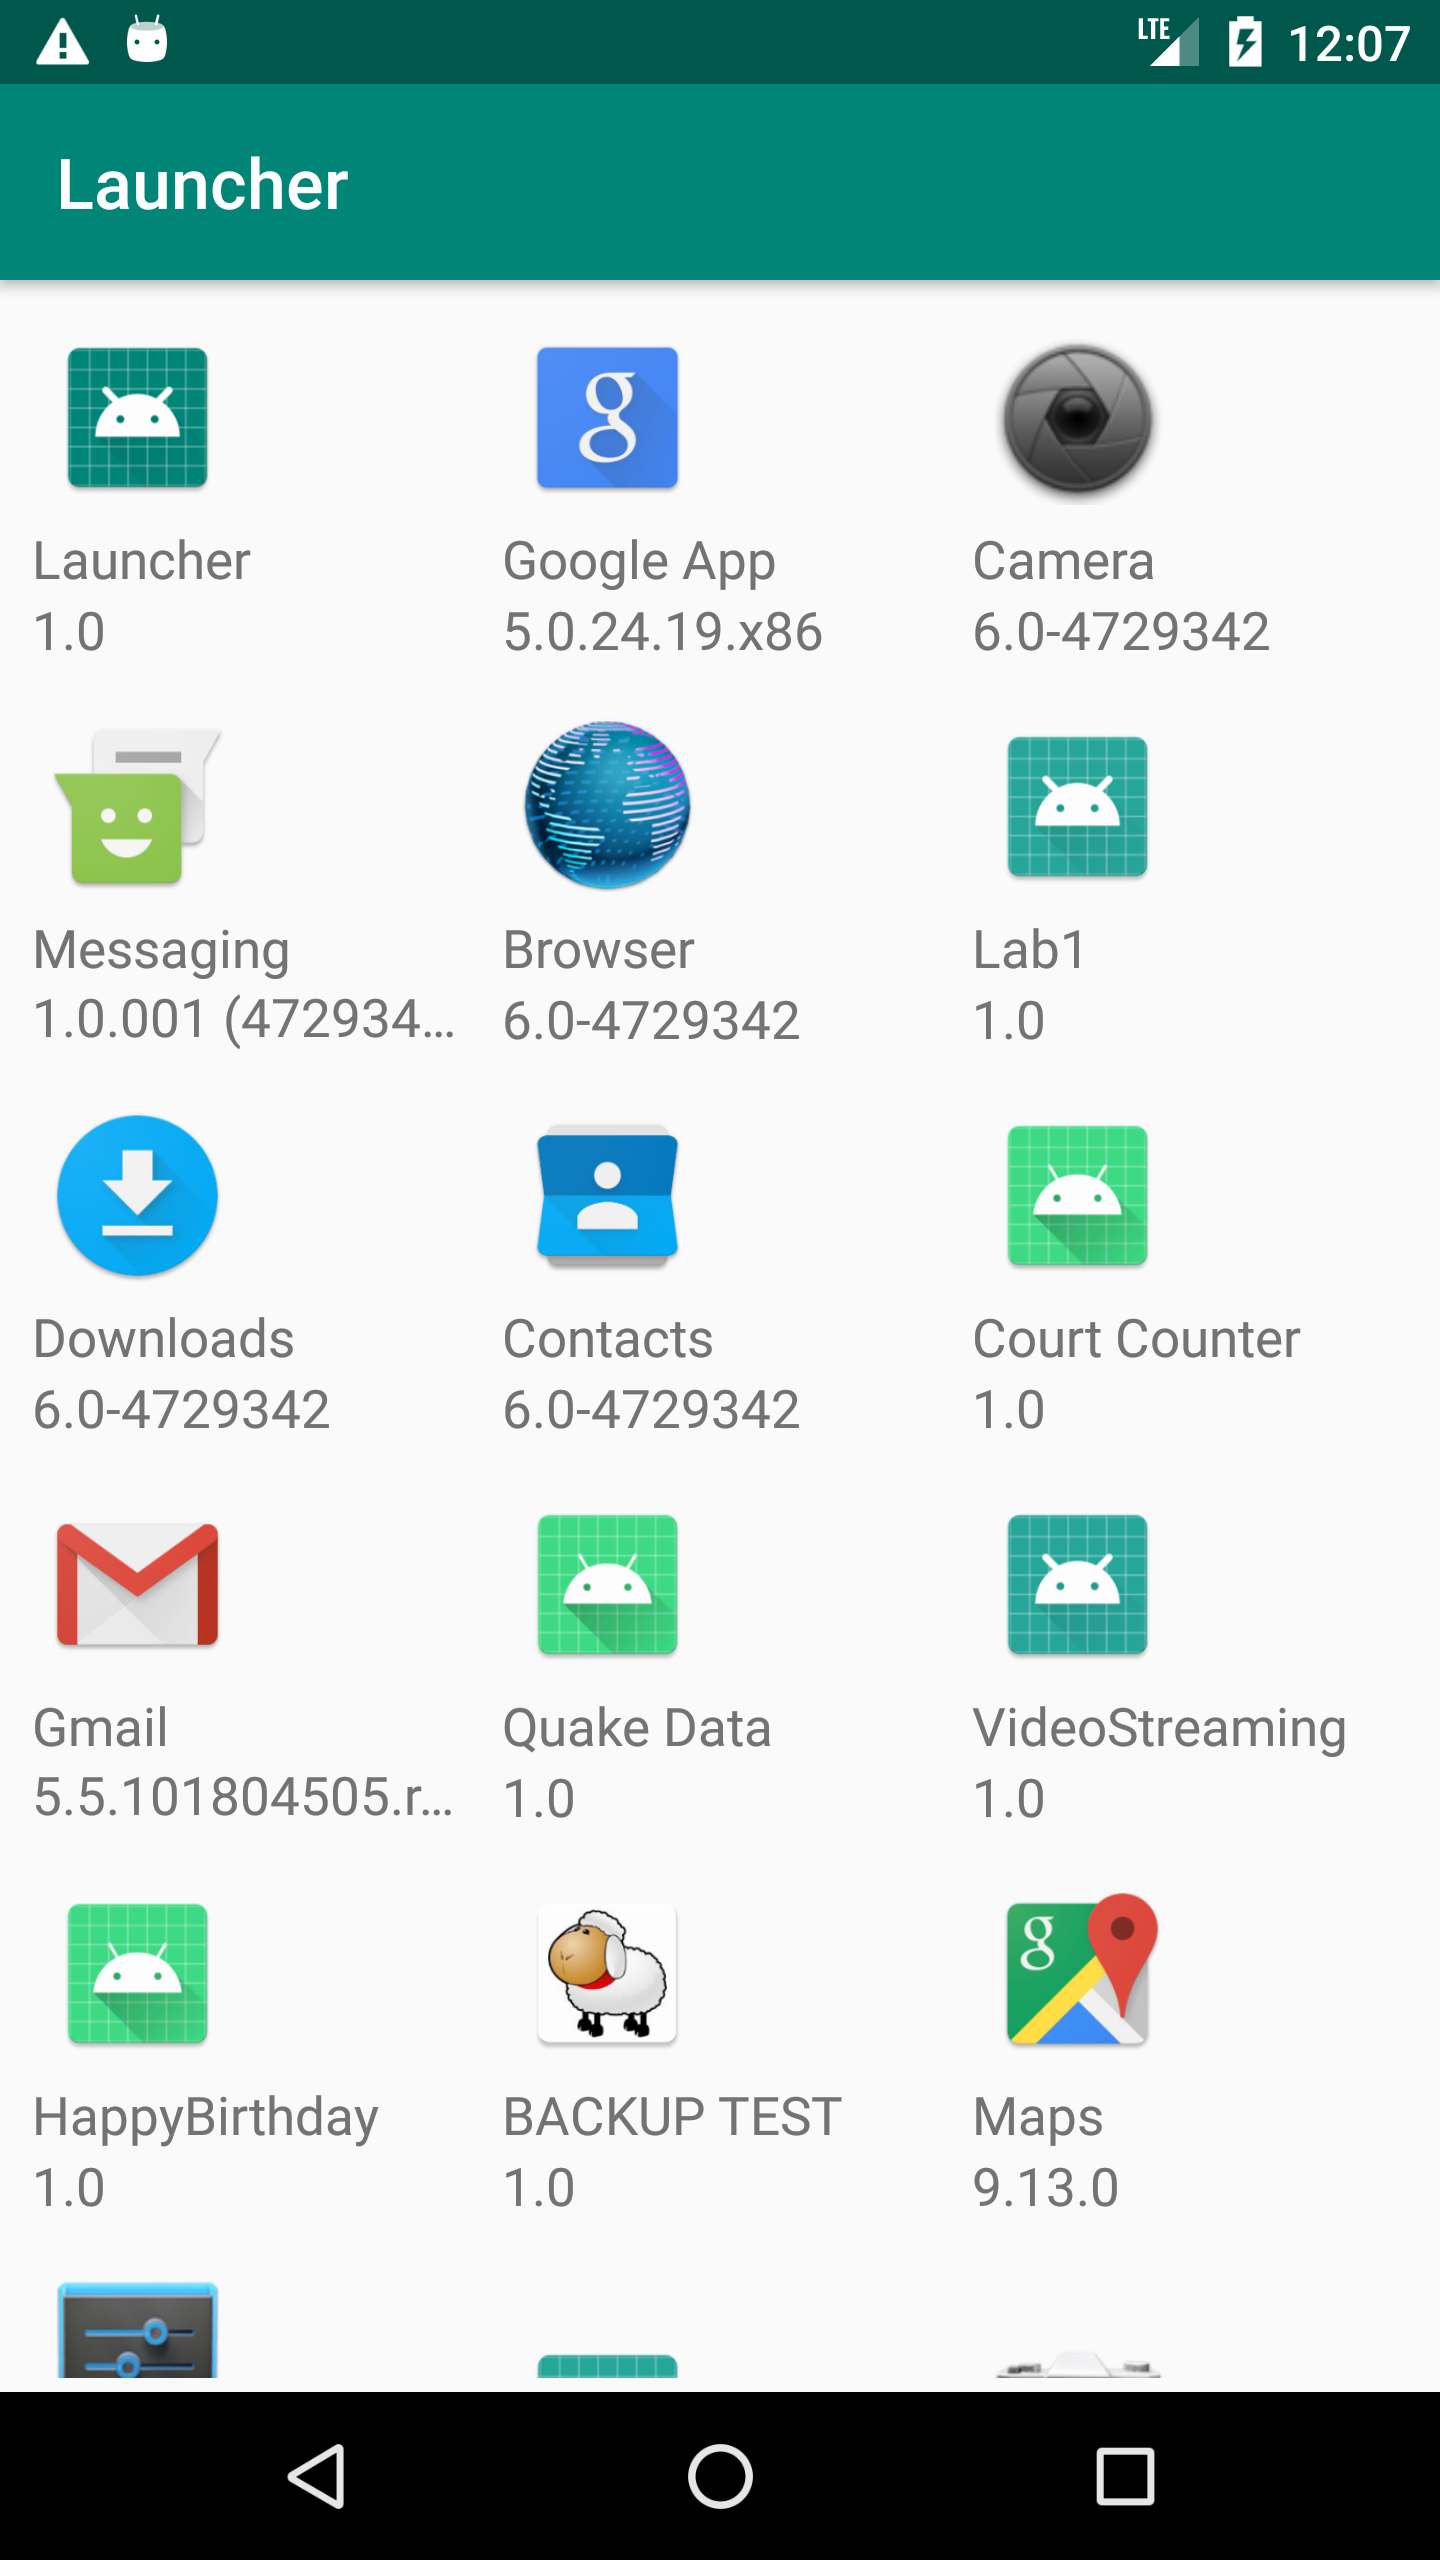 LTE 12:07
Launcher
Launcher
1.0
Google App
5.0.24.19.x86
Camera
6.0-4729342
Messaging
1.0.001 (472934...
Browser
6.0-4729342
Lab1
1.0
Downloads
6.0-4729342
Contacts
6.0-4729342
Court Counter
1.0
Gmail
5.5.101804505.r...
Quake Data
1.0
VideoStreaming
1.0
HappyBirthday
1.0
BACKUP TEST
1.0
Maps
9.13.0